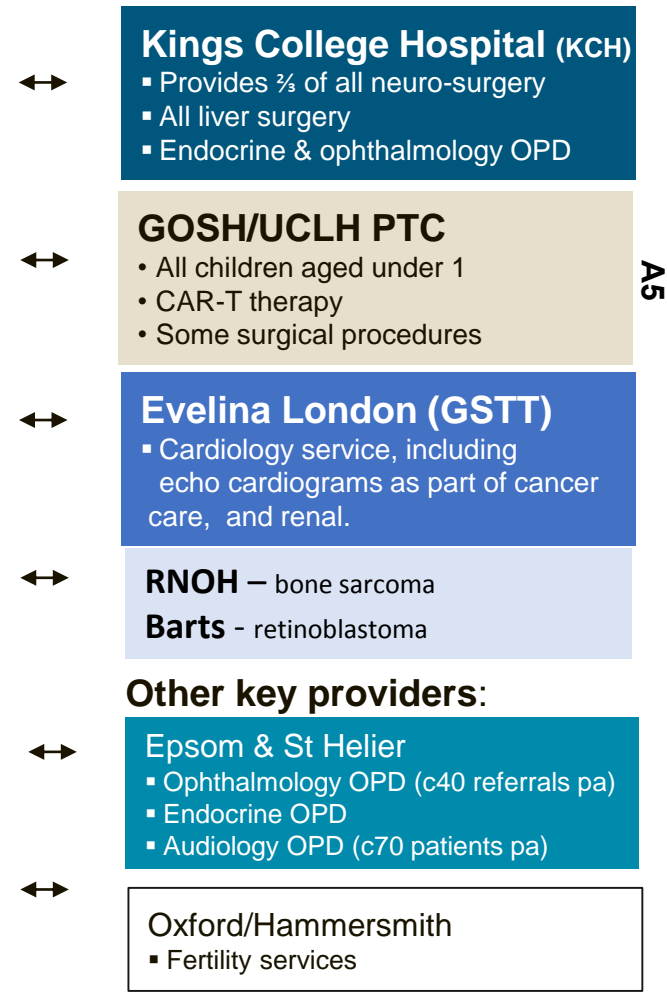 Kings College Hospital (KCH)
▪ Provides ⅔ of all neuro-surgery
▪ All liver surgery
▪ Endocrine & ophthalmology OPD
GOSH/UCLH PTC
• All children aged under 1
• CAR-T therapy
• Some surgical procedures
A5
Evelina London (GSTT)
▪ Cardiology service, including
echo cardiograms as part of cancer
care, and renal.
RNOH – bone sarcoma
Barts - retinoblastoma
Other key providers:
Epsom & St Helier
▪ Ophthalmology OPD (c40 referrals pa)
▪ Endocrine OPD
▪ Audiology OPD (c70 patients pa)
Oxford/Hammersmith
▪ Fertility services